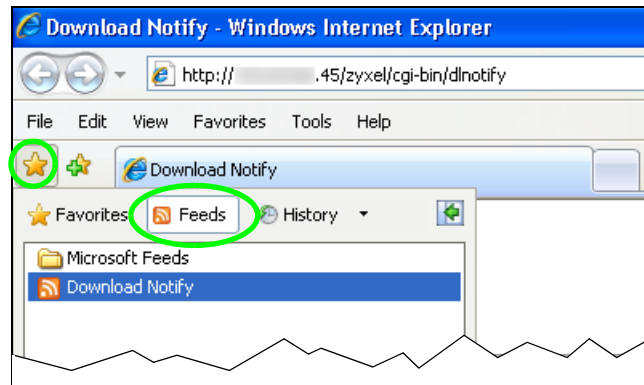 Download Notify - Windows Internet Explorer
http:// .45/zyxel/cgi-bin/dlnotify
File Edit View Favorites Tools Help
Download Notify
Favorites Feeds History
Microsoft Feeds
Download Notify